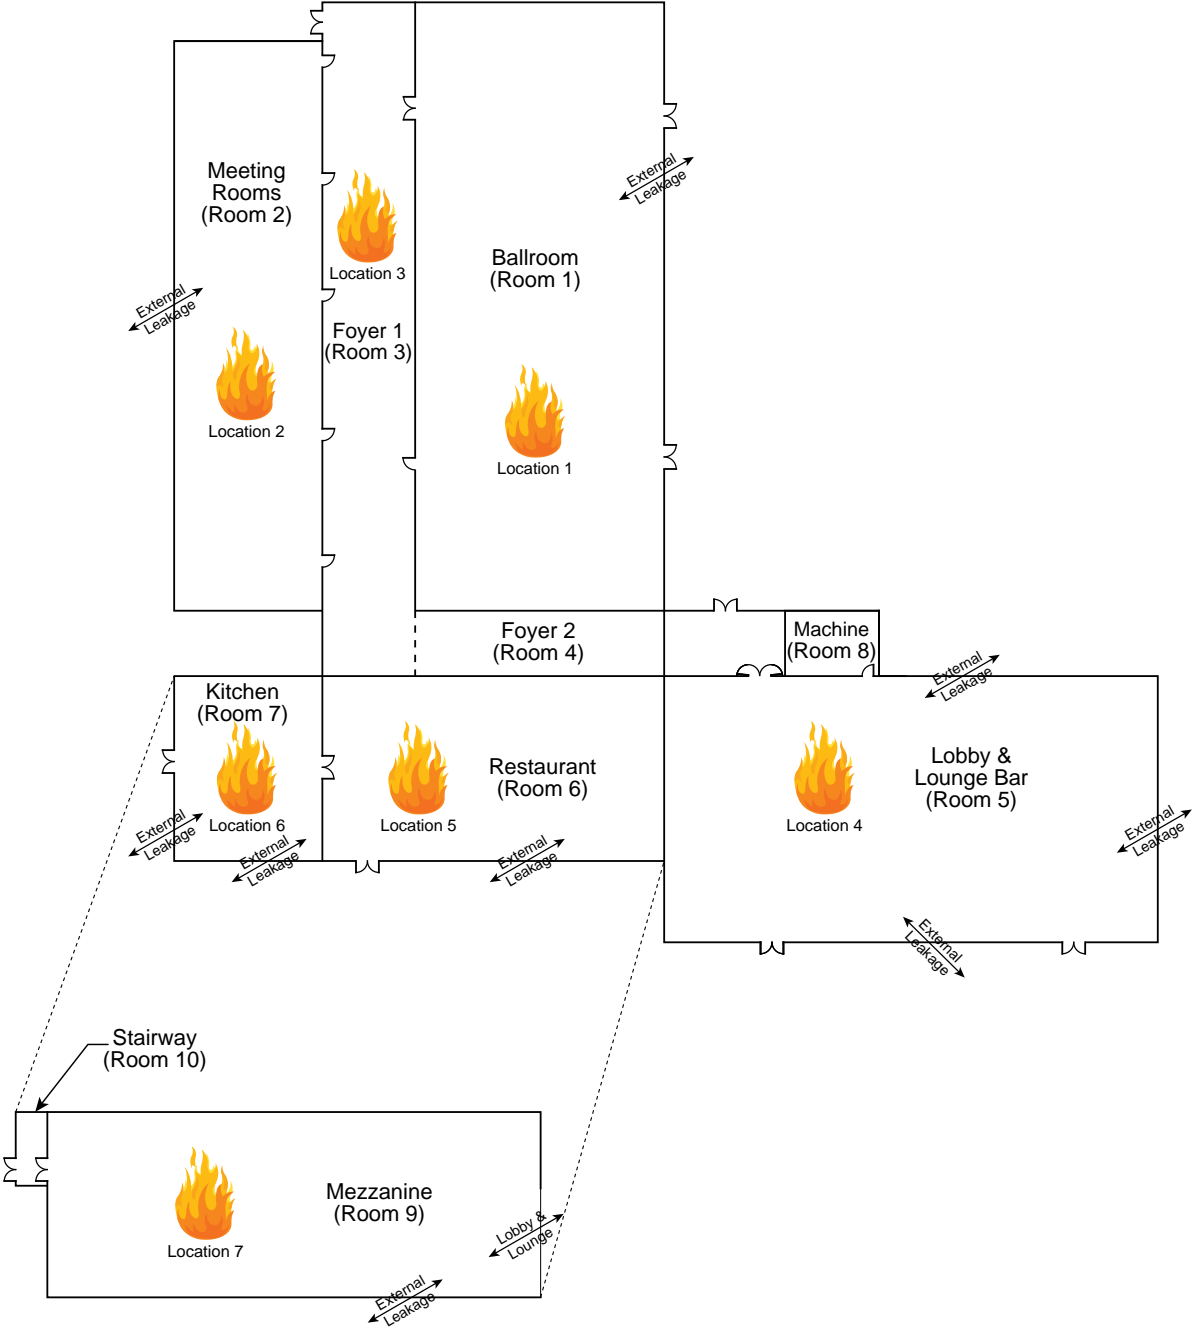 Meeting
Rooms
(Room 2)
External
Leakage
Location 3
Ballroom
(Room 1)
External
Leakage
Foyer 1
(Room 3)
Location 2
Location 1
Foyer 2
(Room 4)
Machine
(Room 8)
External
Leakage
Kitchen
(Room 7)
Restaurant
(Room 6)
Lobby &
Lounge Bar
(Room 5)
Location 6
Location 5
Location 4
External
Leakage
External
Leakage
External
Leakage
External
Leakage
External
Leakage
Stairway
(Room 10)
Mezzanine
(Room 9)
Lobby &
Lounge
Location 7
External
Leakage